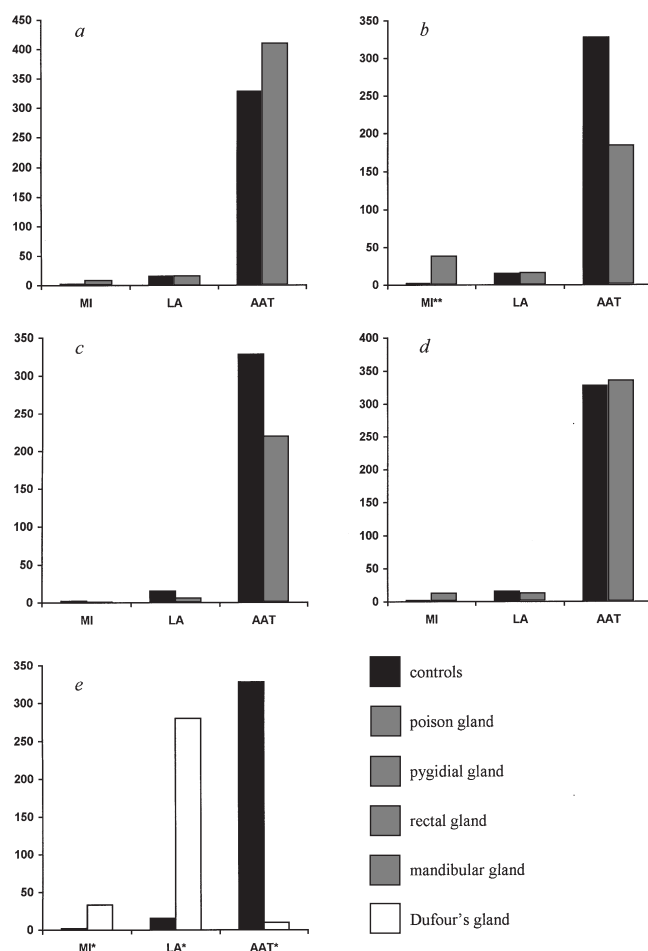 a
450
400
350
300
250
200
150
100
50
0
MI LA AAT
b
350
300
250
200
150
100
50
0
MI** LA AAT
c
350
300
250
200
150
100
50
0
MI LA AAT
d
400
350
300
250
200
150
100
50
0
MI LA AAT
e
350
300
250
200
150
100
50
0
MI* LA* AAT*
controls
poison gland
pygidial gland
rectal gland
mandibular gland
Dufour's gland